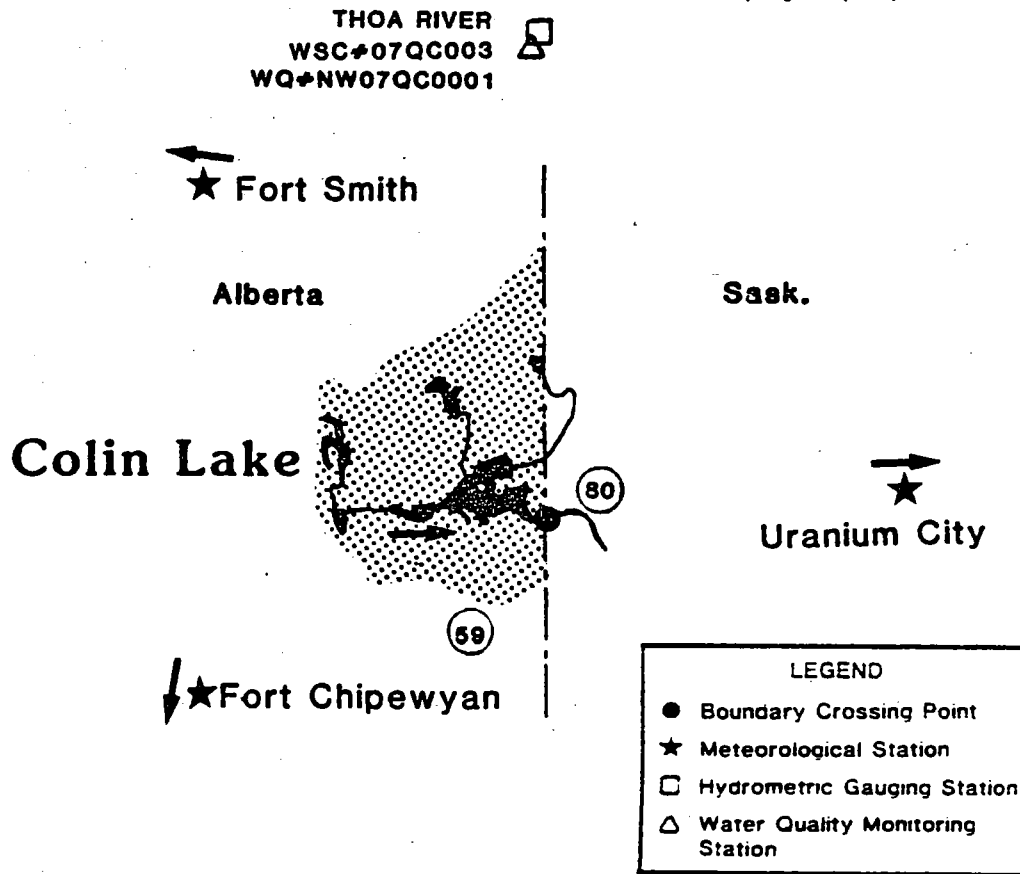 THOA RIVER
WSC#07QC003
WQ#NW07QC0001
Fort Smith
Alberta
Sask.
Colin Lake
80
Uranium City
59
Fort Chipewyan
LEGEND
Boundary Crossing Point
Meteorological Station
Hydrometric Gauging Station
Water Quality Monitoring
Station